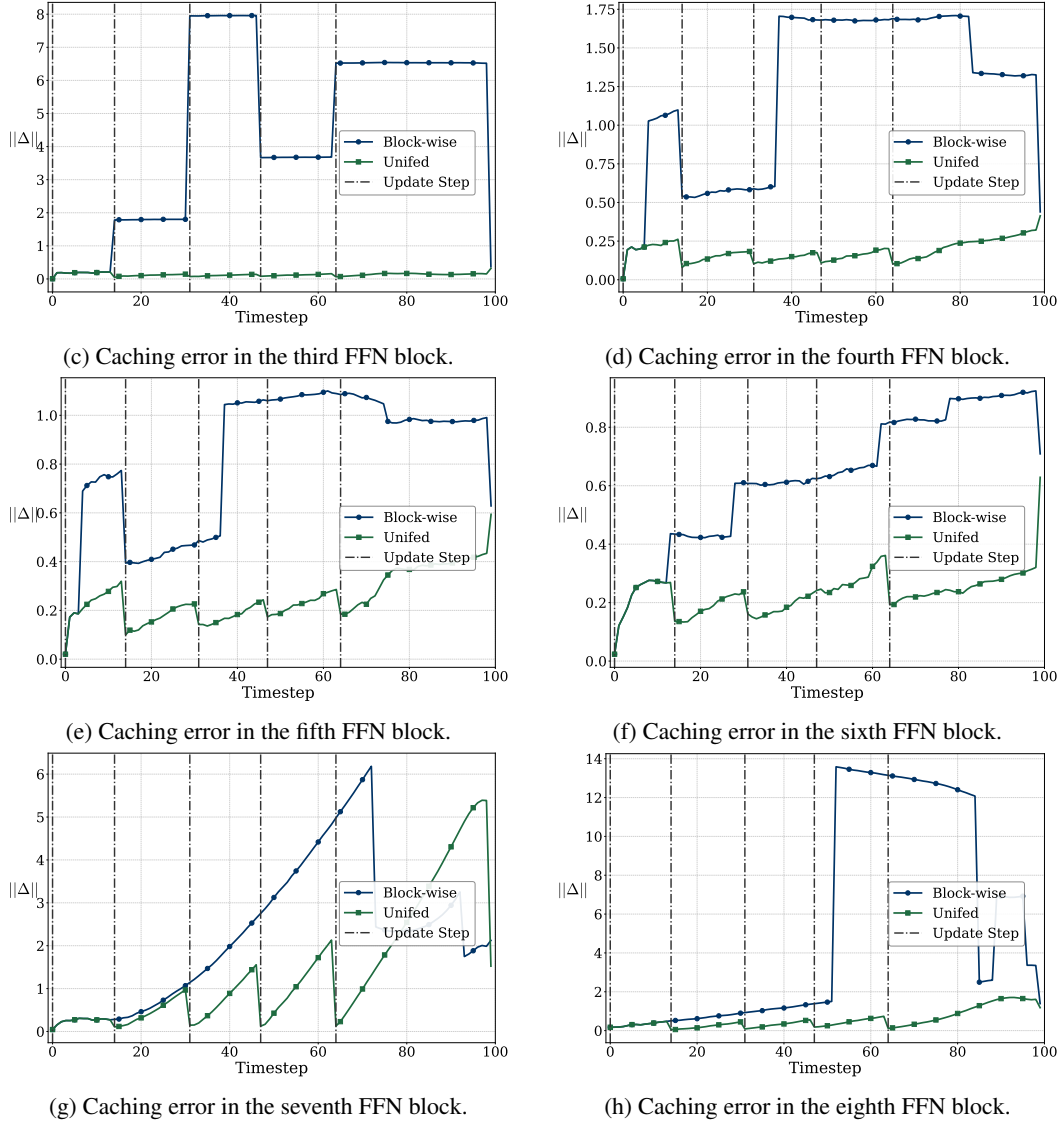 8
7
6
5
4
3
2
1
0
||Δ||
Block-wise
Unifed
Update Step
20 40 60 80 100
Timestep
(c) Caching error in the third FFN block.
1.75
1.50
1.25
1.00
0.75
0.50
0.25
0.00
||Δ||
Block-wise
Unifed
Update Step
0 20 40 60 80 100
Timestep
(d) Caching error in the fourth FFN block.
1.0
0.8
0.6
0.4
0.2
0.0
||Δ||
Block-wise
Unifed
Update Step
0 20 40 60 80 100
Timestep
(e) Caching error in the fifth FFN block.
0.8
0.6
0.4
0.2
0.0
||Δ||
Block-wise
Unifed
Update Step
0 20 40 60 80 100
Timestep
(f) Caching error in the sixth FFN block.
6
5
4
3
2
1
0
||Δ||
Block-wise
Unifed
Update Step
0 20 40 60 80 100
Timestep
(g) Caching error in the seventh FFN block.
14
12
10
8
6
4
2
0
||Δ||
Block-wise
Unifed
Update Step
0 20 40 60 80 100
Timestep
(h) Caching error in the eighth FFN block.